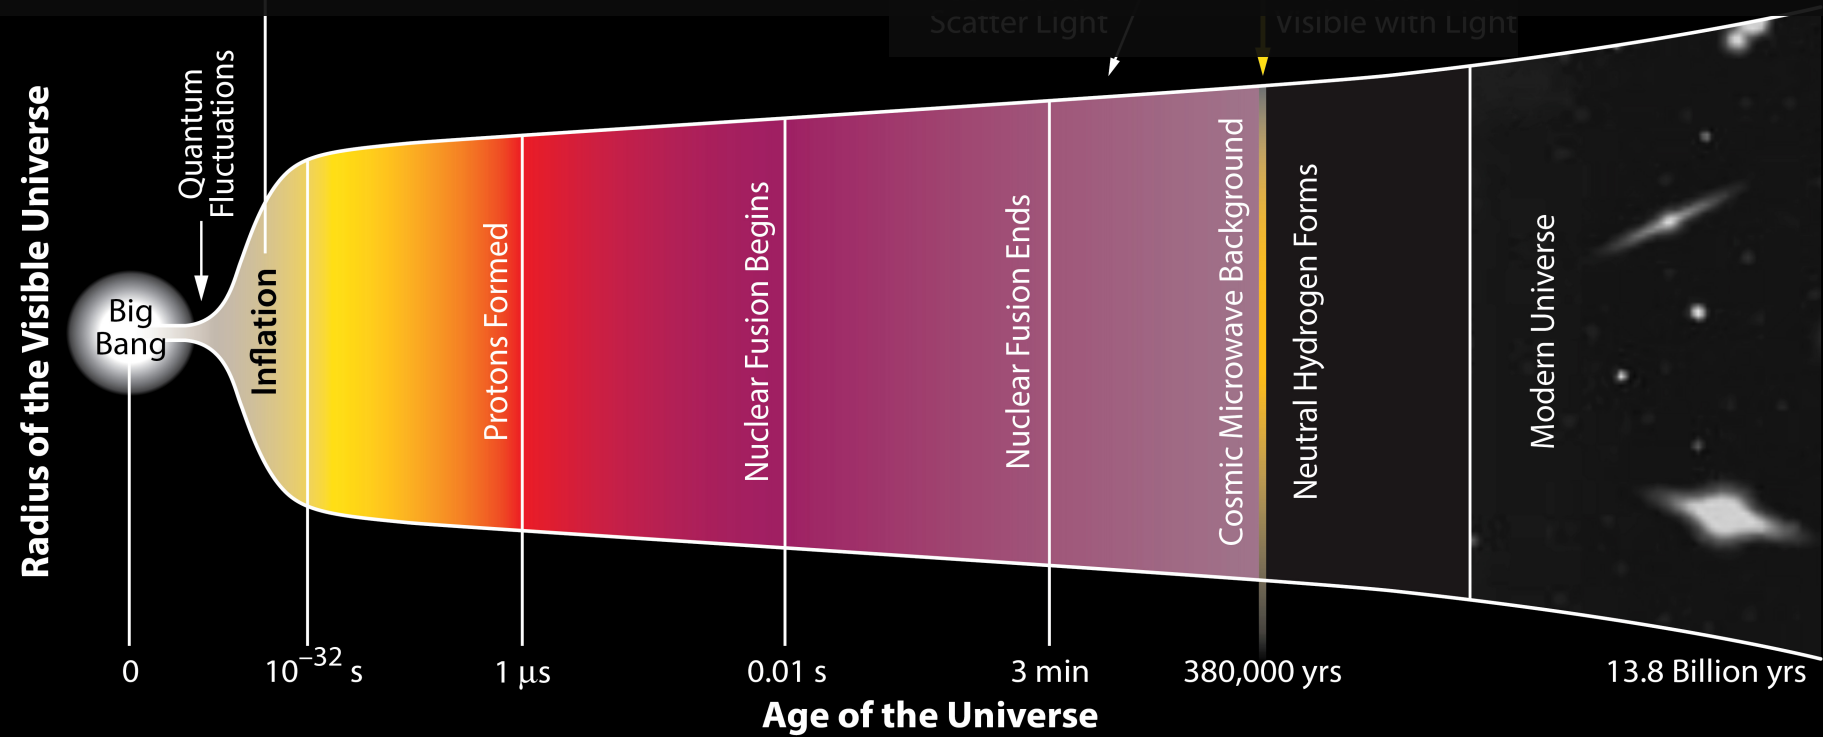 Scatter Light
Visible with Light
Radius of the Visible Universe
Quantum
Fluctuations
Big
Bang
Inflation
Protons Formed
Nuclear Fusion Begins
Nuclear Fusion Ends
Cosmic Microwave Background
Neutral Hydrogen Forms
Modern Universe
0
10⁻³² s
1 µs
0.01 s
3 min
380,000 yrs
13.8 Billion yrs
Age of the Universe